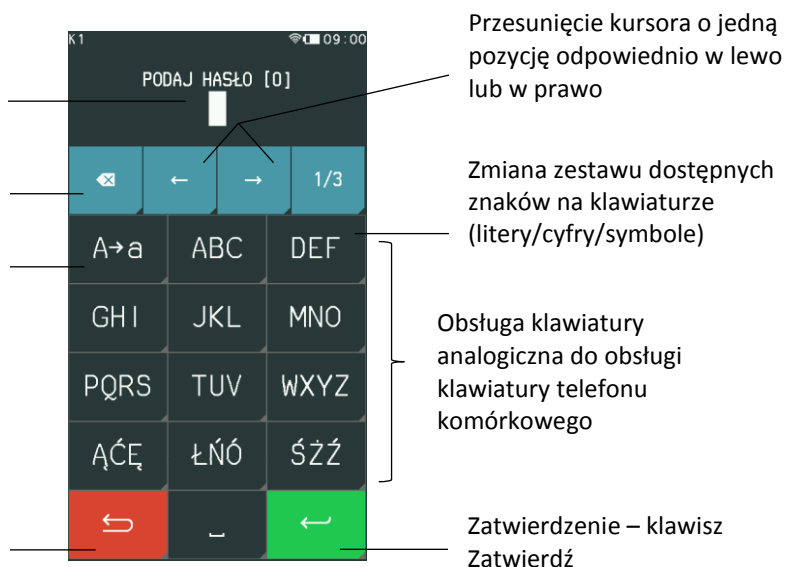 K1 09:00
PODAJ HASŁO [0]
← → 1/3
A→a ABC DEF
GHI JKL MNO
PQRS TUV WXYZ
ĄĆĘ ŁŃÓ ŚŻŹ
Przesunięcie kursora o jedną
pozycję odpowiednio w lewo
lub w prawo
Zmiana zestawu dostępnych
znaków na klawiaturze
(litery/cyfry/symbole)
Obsługa klawiatury
analogiczna do obsługi
klawiatury telefonu
komórkowego
Zatwierdzenie – klawisz
Zatwierdź